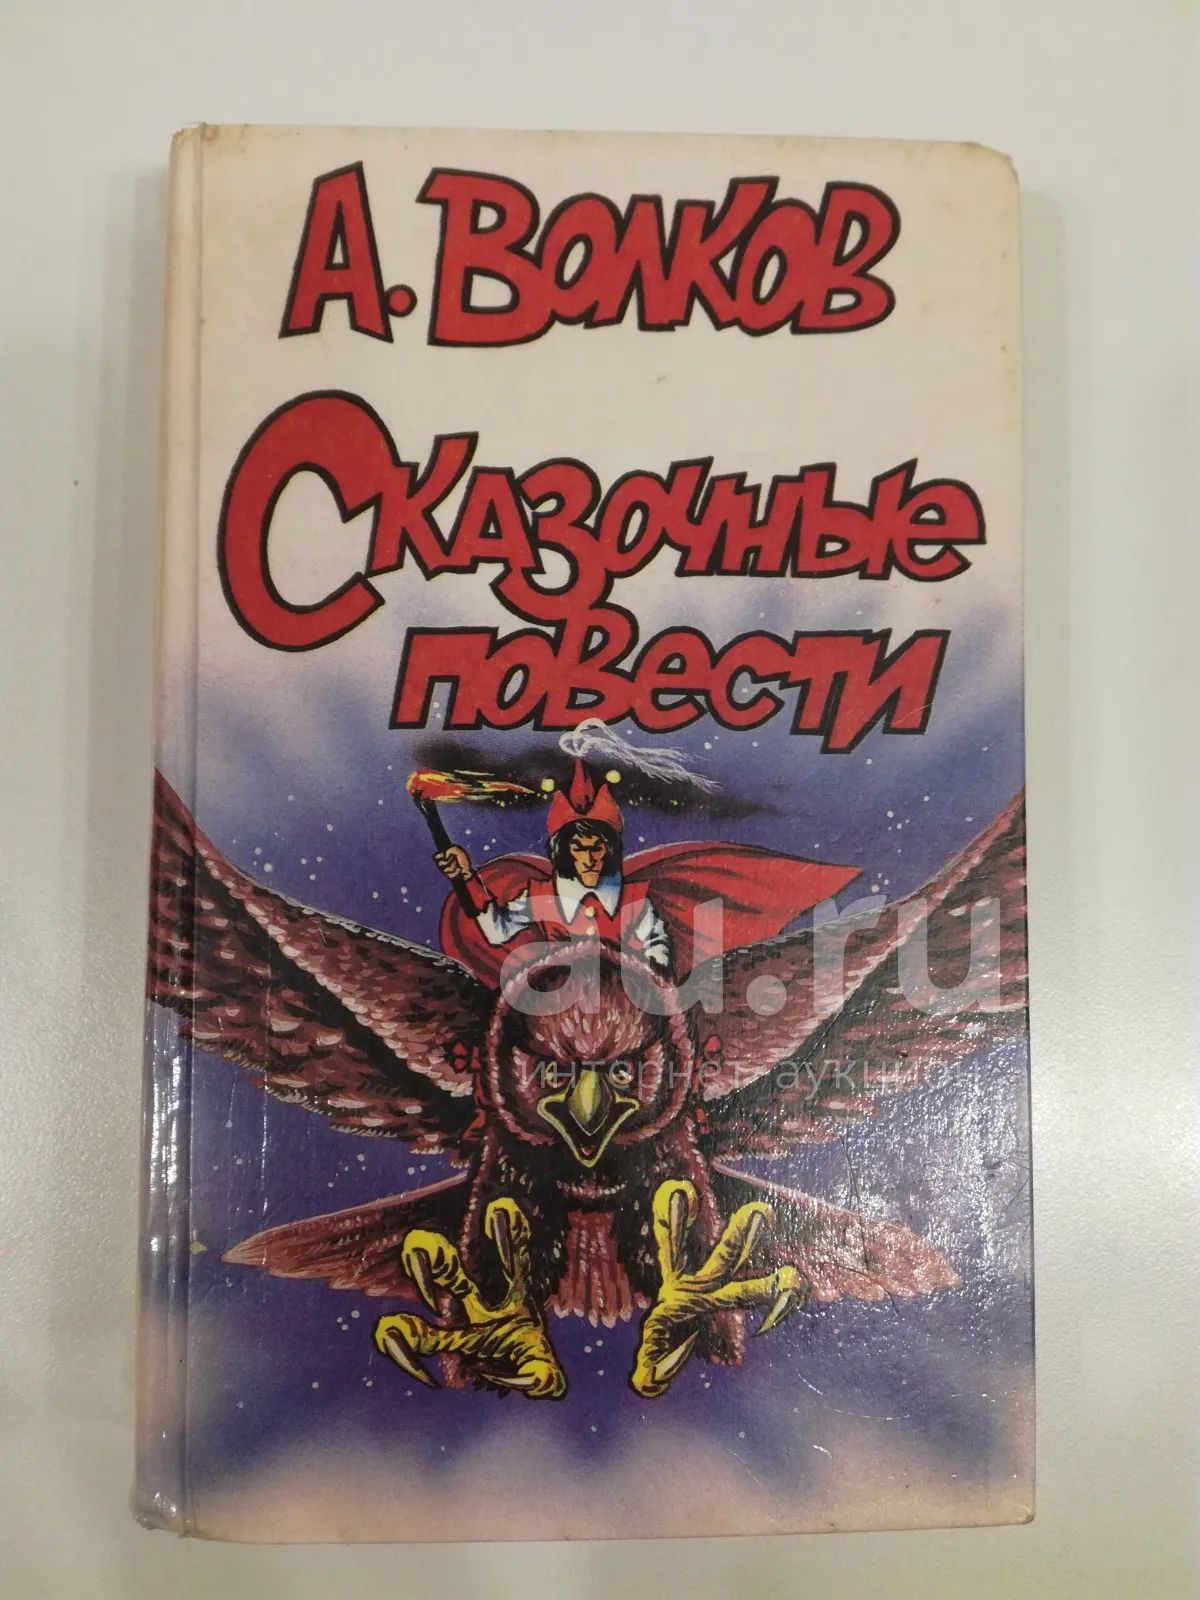 А. Волков
Сказочные
повести
au.ru
интернет-аукцион